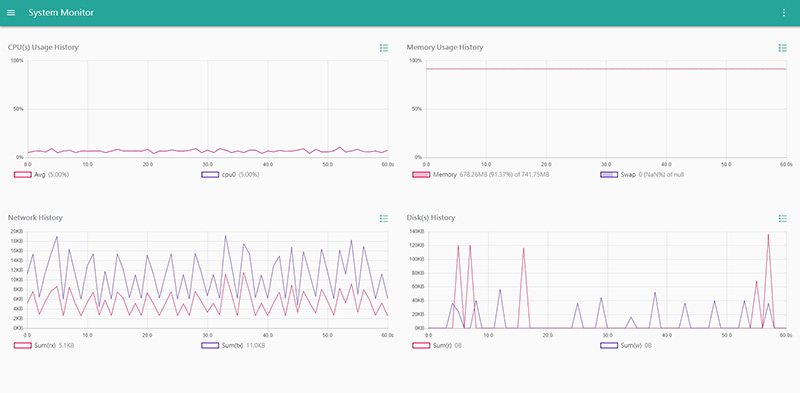 System Monitor
CPU(s) Usage History
100%
50%
0%
0.0 10.0 20.0 30.0 40.0 50.0 60.0s
Avg (5.00%) cpu0 (5.00%)
Memory Usage History
100%
50%
0%
0.0 10.0 20.0 30.0 40.0 50.0 60.0s
Memory 678.26MB (91.37%) of 741.75MB Swap 0 (NaN%) of null
Network History
20KB
18KB
16KB
14KB
12KB
10KB
8KB
6KB
4KB
2KB
0KB
0.0 10.0 20.0 30.0 40.0 50.0 60.0s
Sum(rx) 5.1KB Sum(tx) 11.0KB
Disk(s) History
140KB
120KB
100KB
80KB
60KB
40KB
20KB
0KB
0.0 10.0 20.0 30.0 40.0 50.0 60.0s
Sum(r) 0B Sum(w) 0B